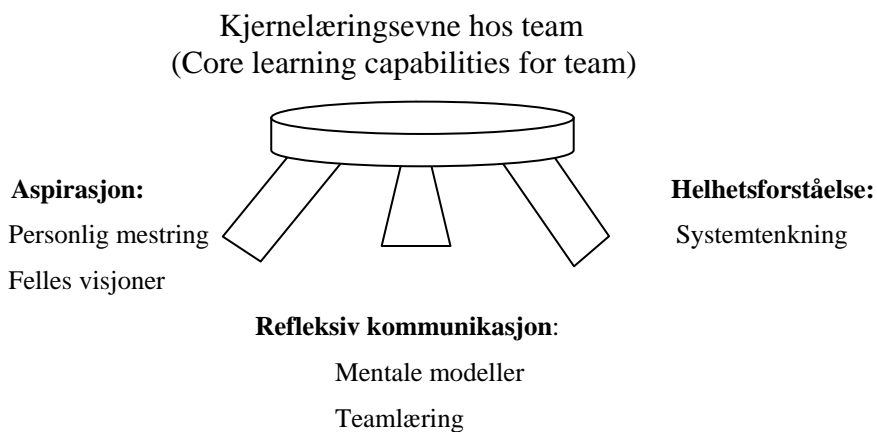 Kjernelæringsevne hos team
(Core learning capabilities for team)
Aspirasjon:
Personlig mestring
Felles visjoner
Helhetsforståelse:
Systemtenkning
Refleksiv kommunikasjon:
Mentale modeller
Teamlæring